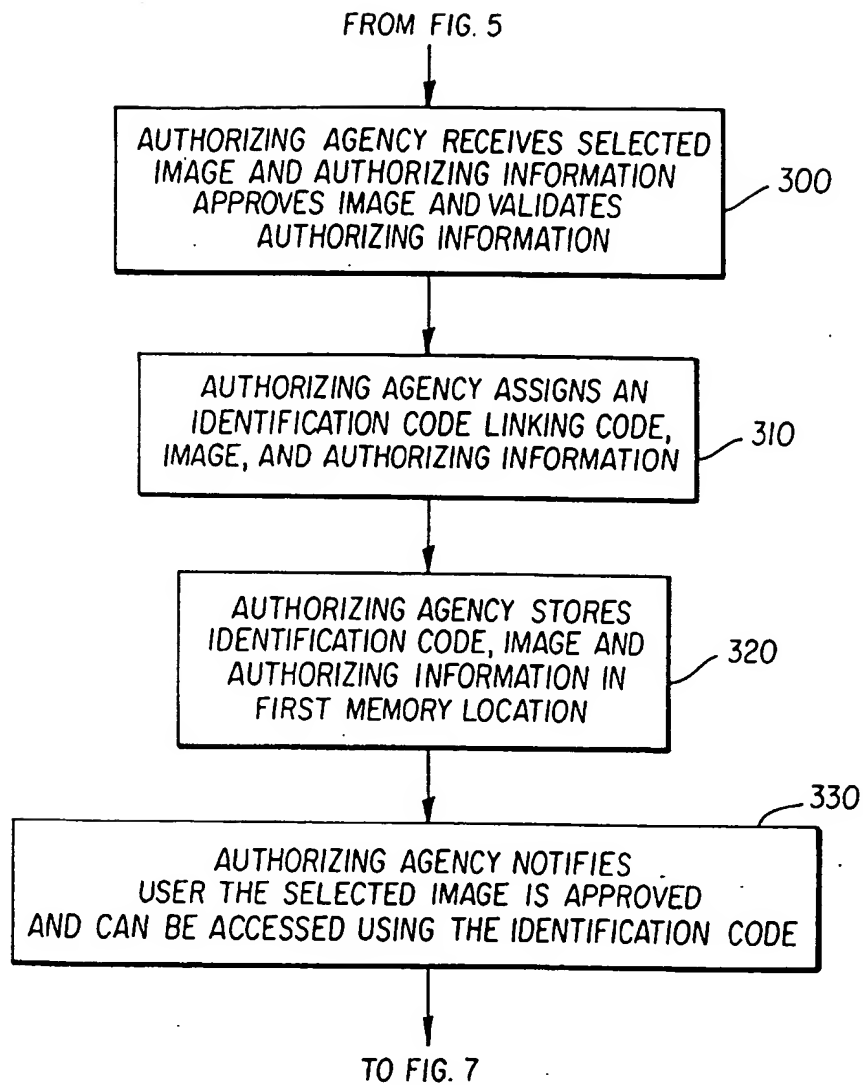 FROM FIG. 5
AUTHORIZING AGENCY RECEIVES SELECTED
IMAGE AND AUTHORIZING INFORMATION
APPROVES IMAGE AND VALIDATES
AUTHORIZING INFORMATION
300
AUTHORIZING AGENCY ASSIGNS AN
IDENTIFICATION CODE LINKING CODE,
IMAGE, AND AUTHORIZING INFORMATION
310
AUTHORIZING AGENCY STORES
IDENTIFICATION CODE, IMAGE AND
AUTHORIZING INFORMATION IN
FIRST MEMORY LOCATION
320
330
AUTHORIZING AGENCY NOTIFIES
USER THE SELECTED IMAGE IS APPROVED
AND CAN BE ACCESSED USING THE IDENTIFICATION CODE
TO FIG. 7